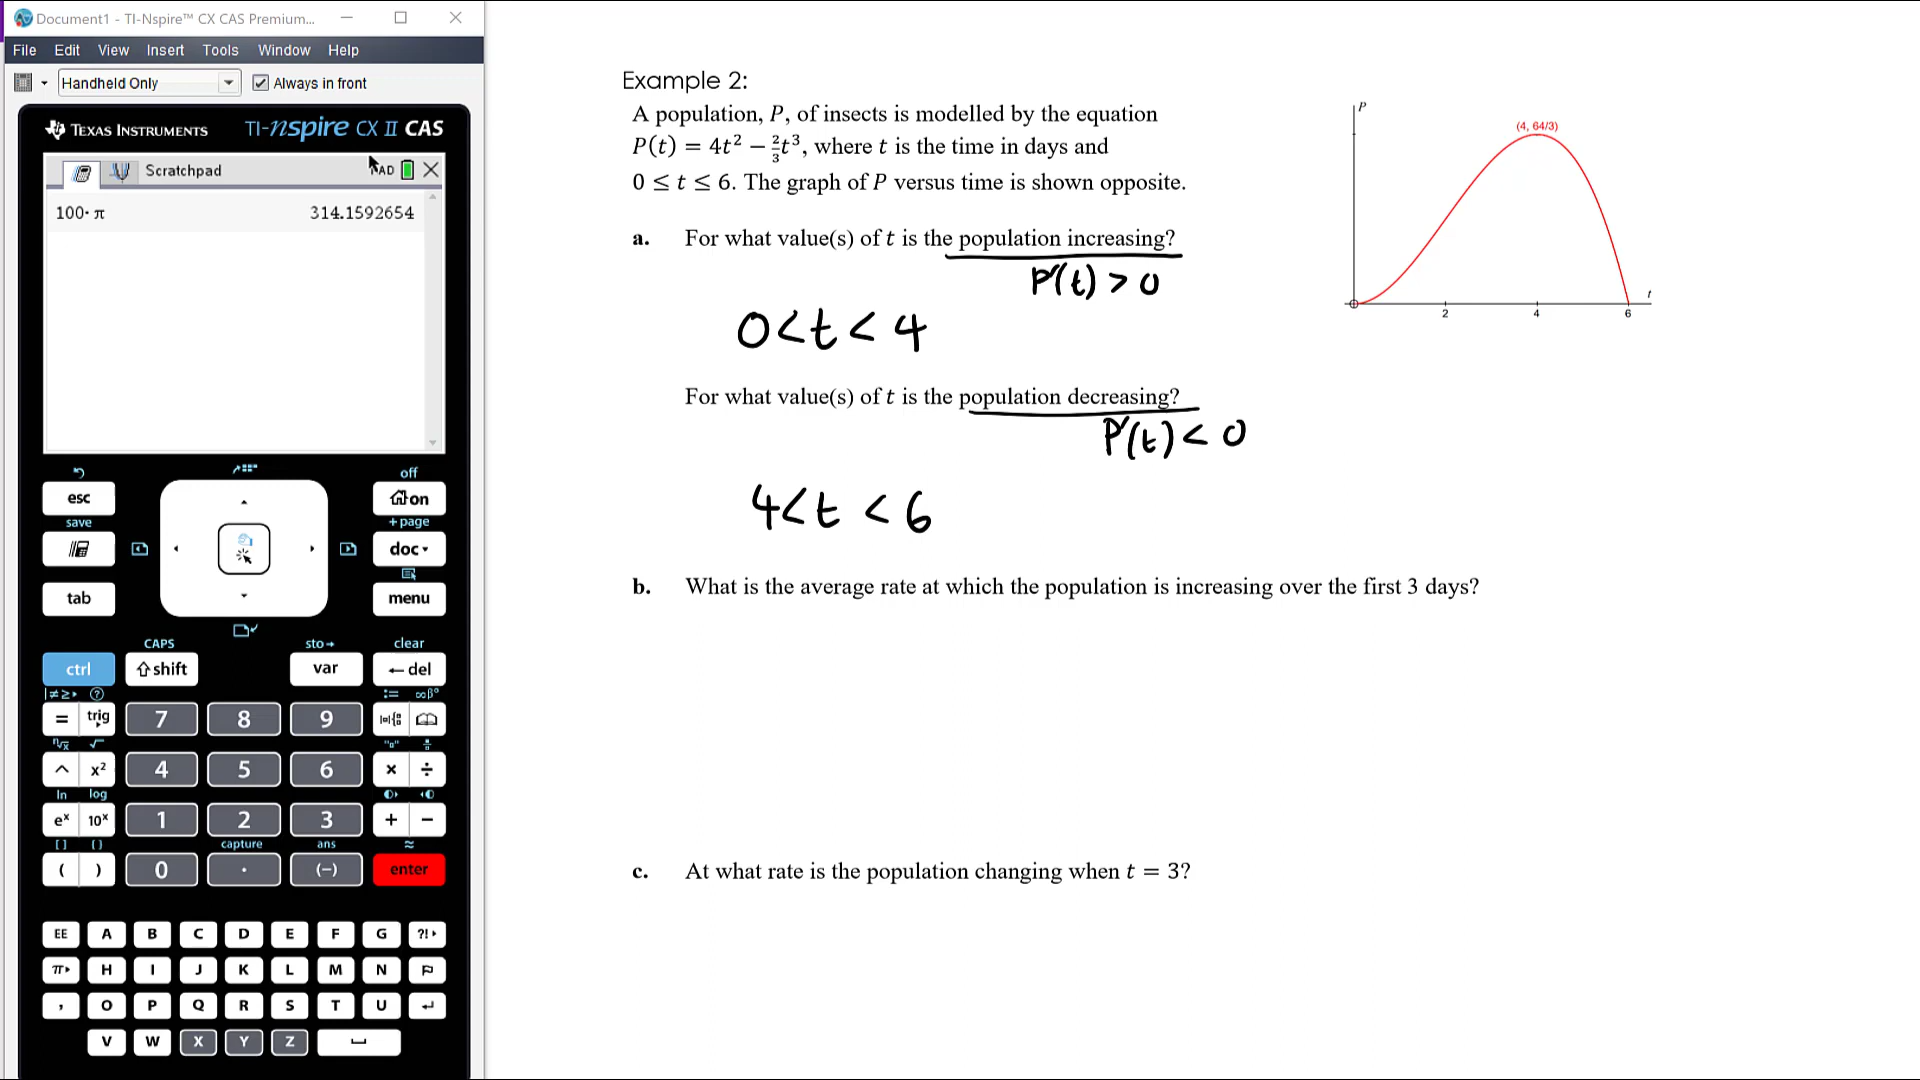 Document1 - TI-Nspire™ CX CAS Premium...
File Edit View Insert Tools Window Help
Handheld Only
Always in front
TEXAS INSTRUMENTS TI-nspire CX II CAS
Scratchpad
100·π 314.1592654
off
esc
on
save
+page
doc
tab
menu
CAPS sto→ clear
ctrl shift var ←del
|≠≥▸ := ∞β°
= trig 7 8 9
ⁿ√x √ "a"
^ x² 4 5 6 × ÷
ln log
eˣ 10ˣ 1 2 3 + −
[ ] { } capture ans ≈
( ) 0 . (−) enter
EE A B C D E F G ?!▸
π▸ H I J K L M N
, O P Q R S T U
V W X Y Z
Example 2:
A population, P, of insects is modelled by the equation
P(t) = 4t² − ⅔t³, where t is the time in days and
0 ≤ t ≤ 6. The graph of P versus time is shown opposite.
P
(4, 64/3)
t
2 4 6
a. For what value(s) of t is the population increasing?
P'(t) > 0
0 < t < 4
For what value(s) of t is the population decreasing?
P'(t) < 0
4 < t < 6
b. What is the average rate at which the population is increasing over the first 3 days?
c. At what rate is the population changing when t = 3?